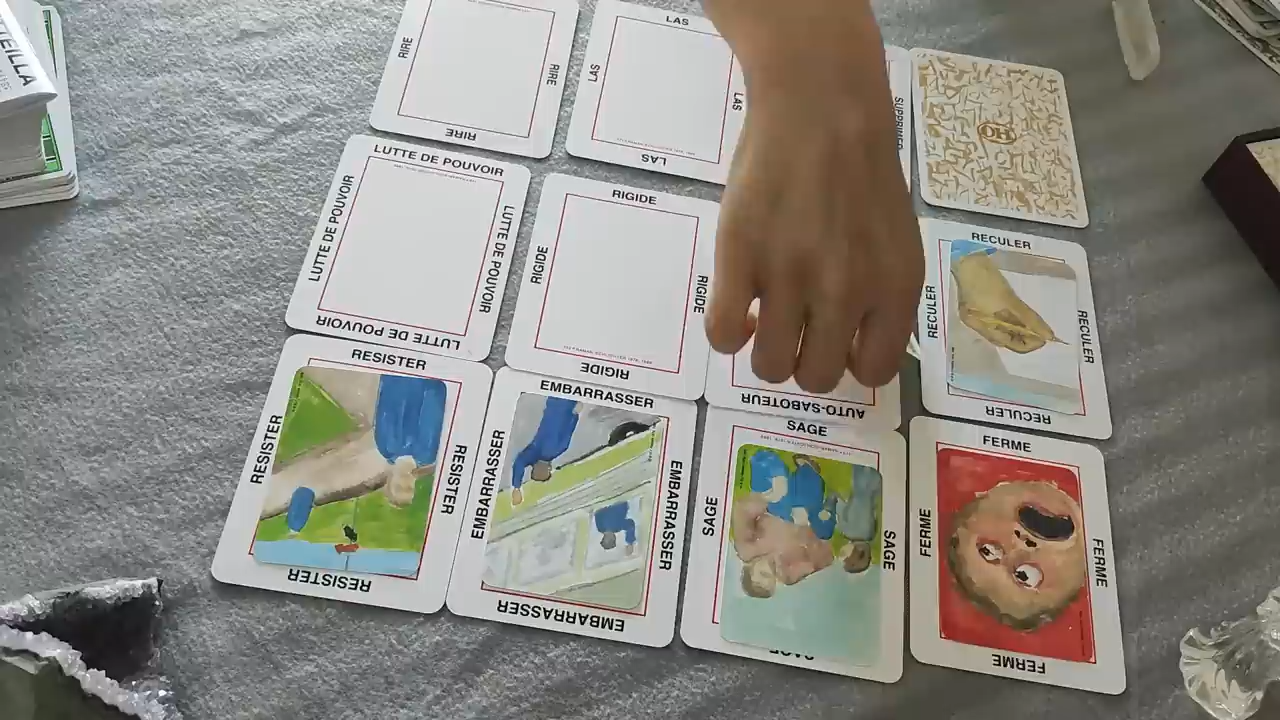 TEILLA
RIRE
RIRE
RIRE
LAS
LAS
LAS
LAS
SUPPRIMER
OH
LUTTE DE POUVOIR
LUTTE DE POUVOIR
LUTTE DE POUVOIR
LUTTE DE POUVOIR
RIGIDE
RIGIDE
RIGIDE
RIGIDE
AUTO-SABOTEUR
RECULER
RECULER
RECULER
RECULER
RESISTER
RESISTER
RESISTER
RESISTER
EMBARRASSER
EMBARRASSER
EMBARRASSER
EMBARRASSER
SAGE
SAGE
SAGE
FERME
FERME
FERME
FERME